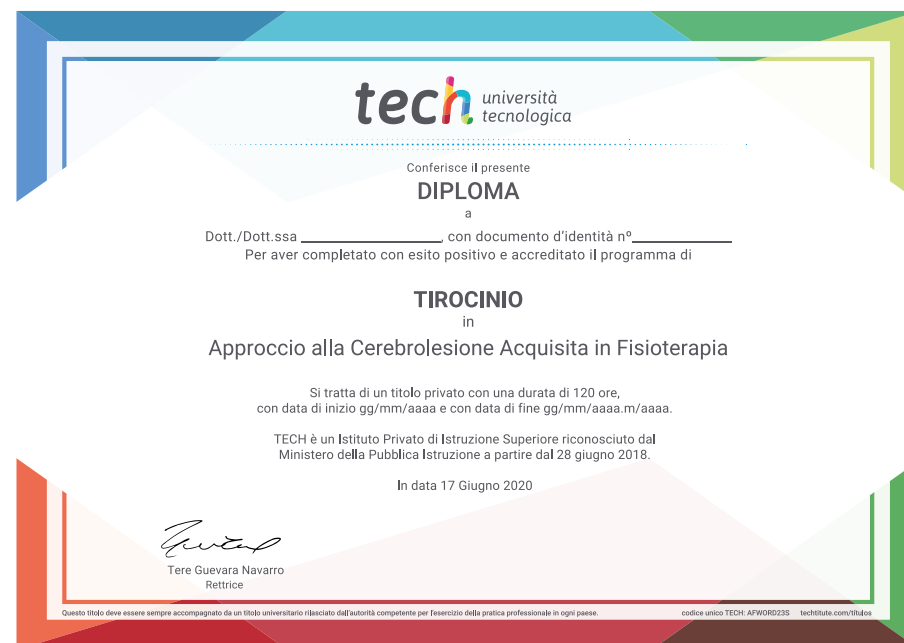 tech università
tecnologica
Conferisce il presente
DIPLOMA
a
Dott./Dott.ssa ____________________, con documento d'identità nº______________
Per aver completato con esito positivo e accreditato il programma di
TIROCINIO
in
Approccio alla Cerebrolesione Acquisita in Fisioterapia
Si tratta di un titolo privato con una durata di 120 ore,
con data di inizio gg/mm/aaaa e con data di fine gg/mm/aaaa.m/aaaa.
TECH è un Istituto Privato di Istruzione Superiore riconosciuto dal
Ministero della Pubblica Istruzione a partire dal 28 giugno 2018.
In data 17 Giugno 2020
Tere Guevara Navarro
Rettrice
Questo titolo deve essere sempre accompagnato da un titolo universitario rilasciato dall'autorità competente per l'esercizio della pratica professionale in ogni paese. codice unico TECH: AFWORD23S techtitute.com/titulos